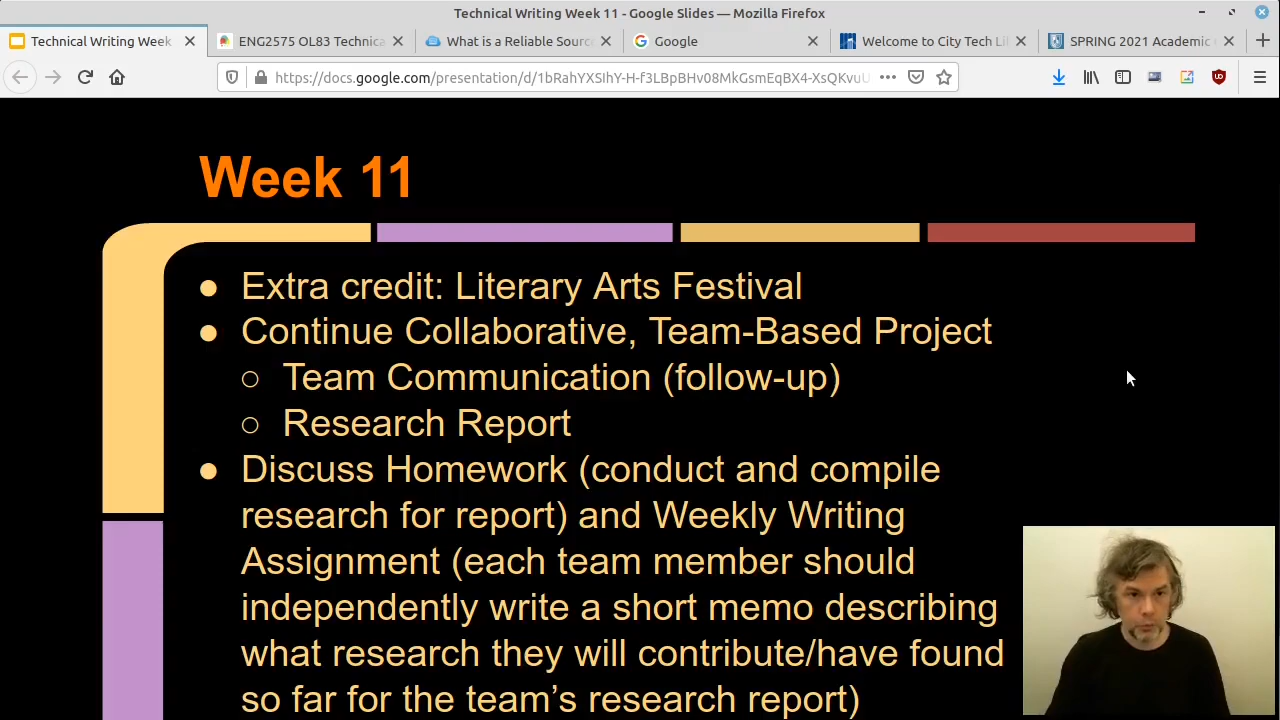 Technical Writing Week 11 - Google Slides — Mozilla Firefox
Technical Writing Week
ENG2575 OL83 Technica
What is a Reliable Sourc
Google
Welcome to City Tech Li
SPRING 2021 Academic
https://docs.google.com/presentation/d/1bRahYXSIhY-H-f3LBpBHv08MkGsmEqBX4-XsQKvuU
Week 11
● Extra credit: Literary Arts Festival
● Continue Collaborative, Team-Based Project
○ Team Communication (follow-up)
○ Research Report
● Discuss Homework (conduct and compile
research for report) and Weekly Writing
Assignment (each team member should
independently write a short memo describing
what research they will contribute/have found
so far for the team’s research report)